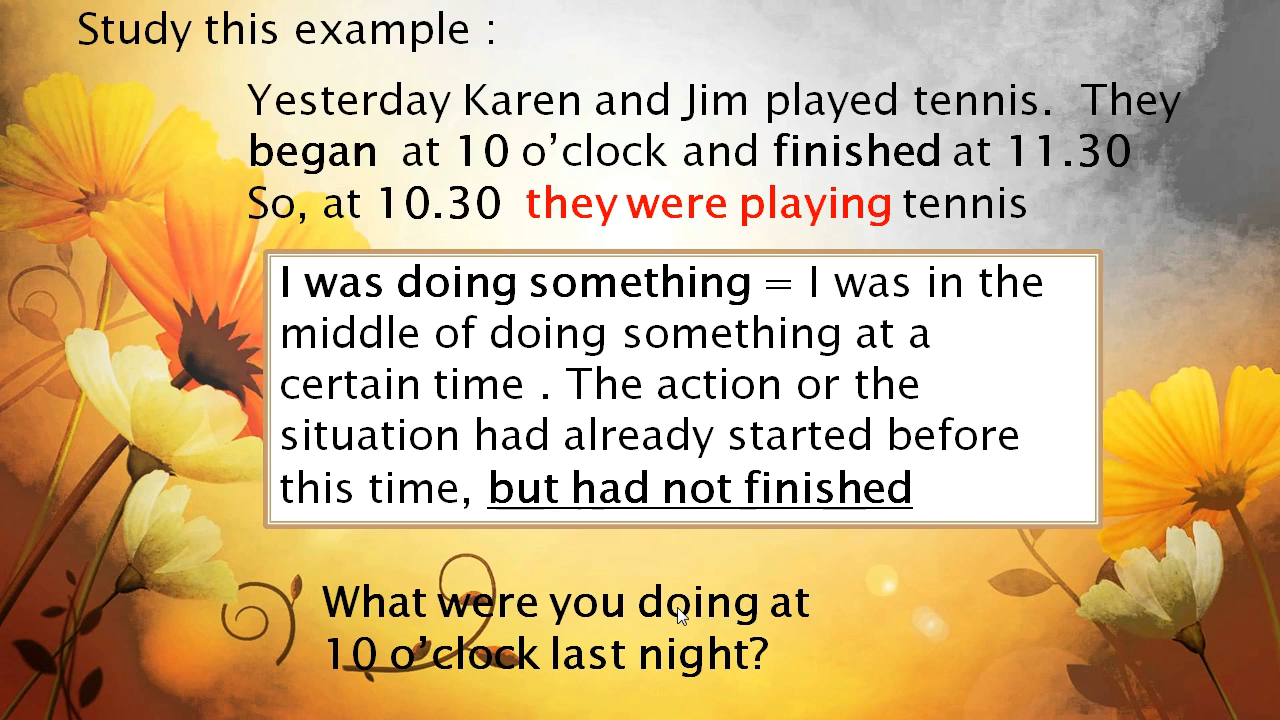 Study this example :
Yesterday Karen and Jim played tennis. They
began at 10 o’clock and finished at 11.30
So, at 10.30 they were playing tennis
I was doing something = I was in the
middle of doing something at a
certain time . The action or the
situation had already started before
this time, but had not finished
What were you doing at
10 o’clock last night?